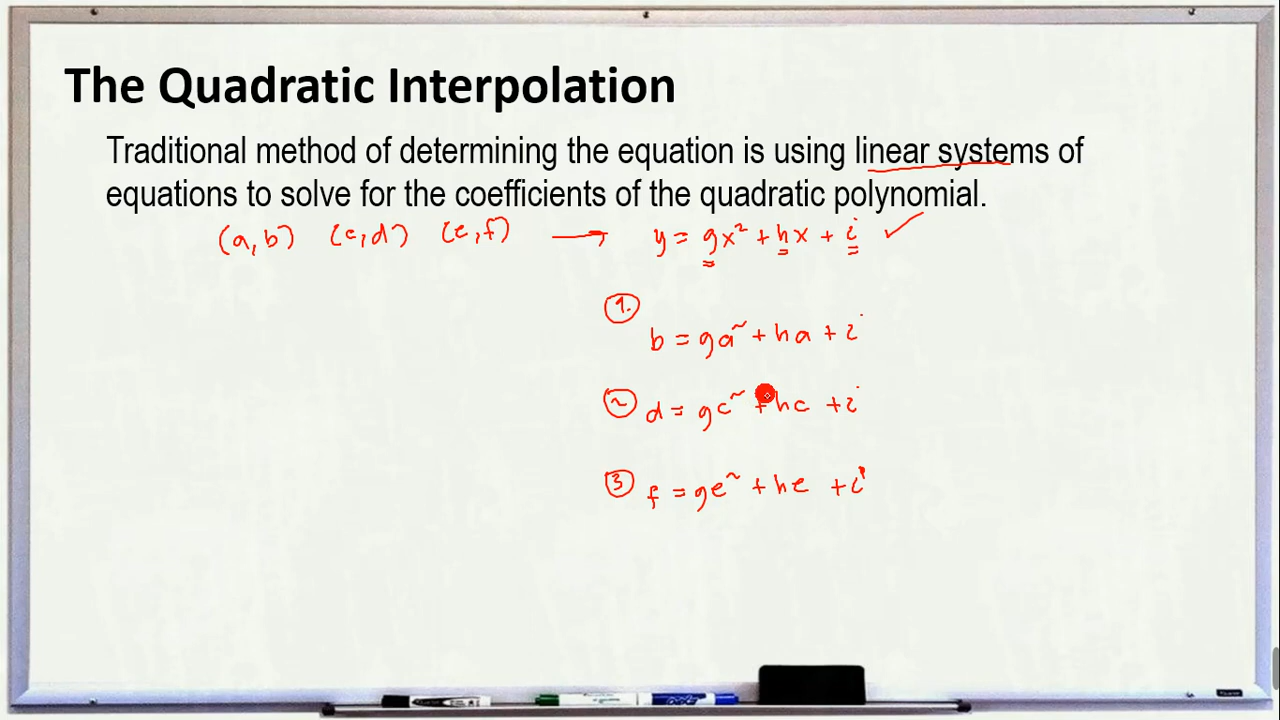 The Quadratic Interpolation
Traditional method of determining the equation is using linear systems of
equations to solve for the coefficients of the quadratic polynomial.
(a,b) (c,d) (e,f) → y = gx² + hx + i ✓
1.
b = ga² + ha + i
2 d = gc² + hc + i
3 f = ge² + he + i